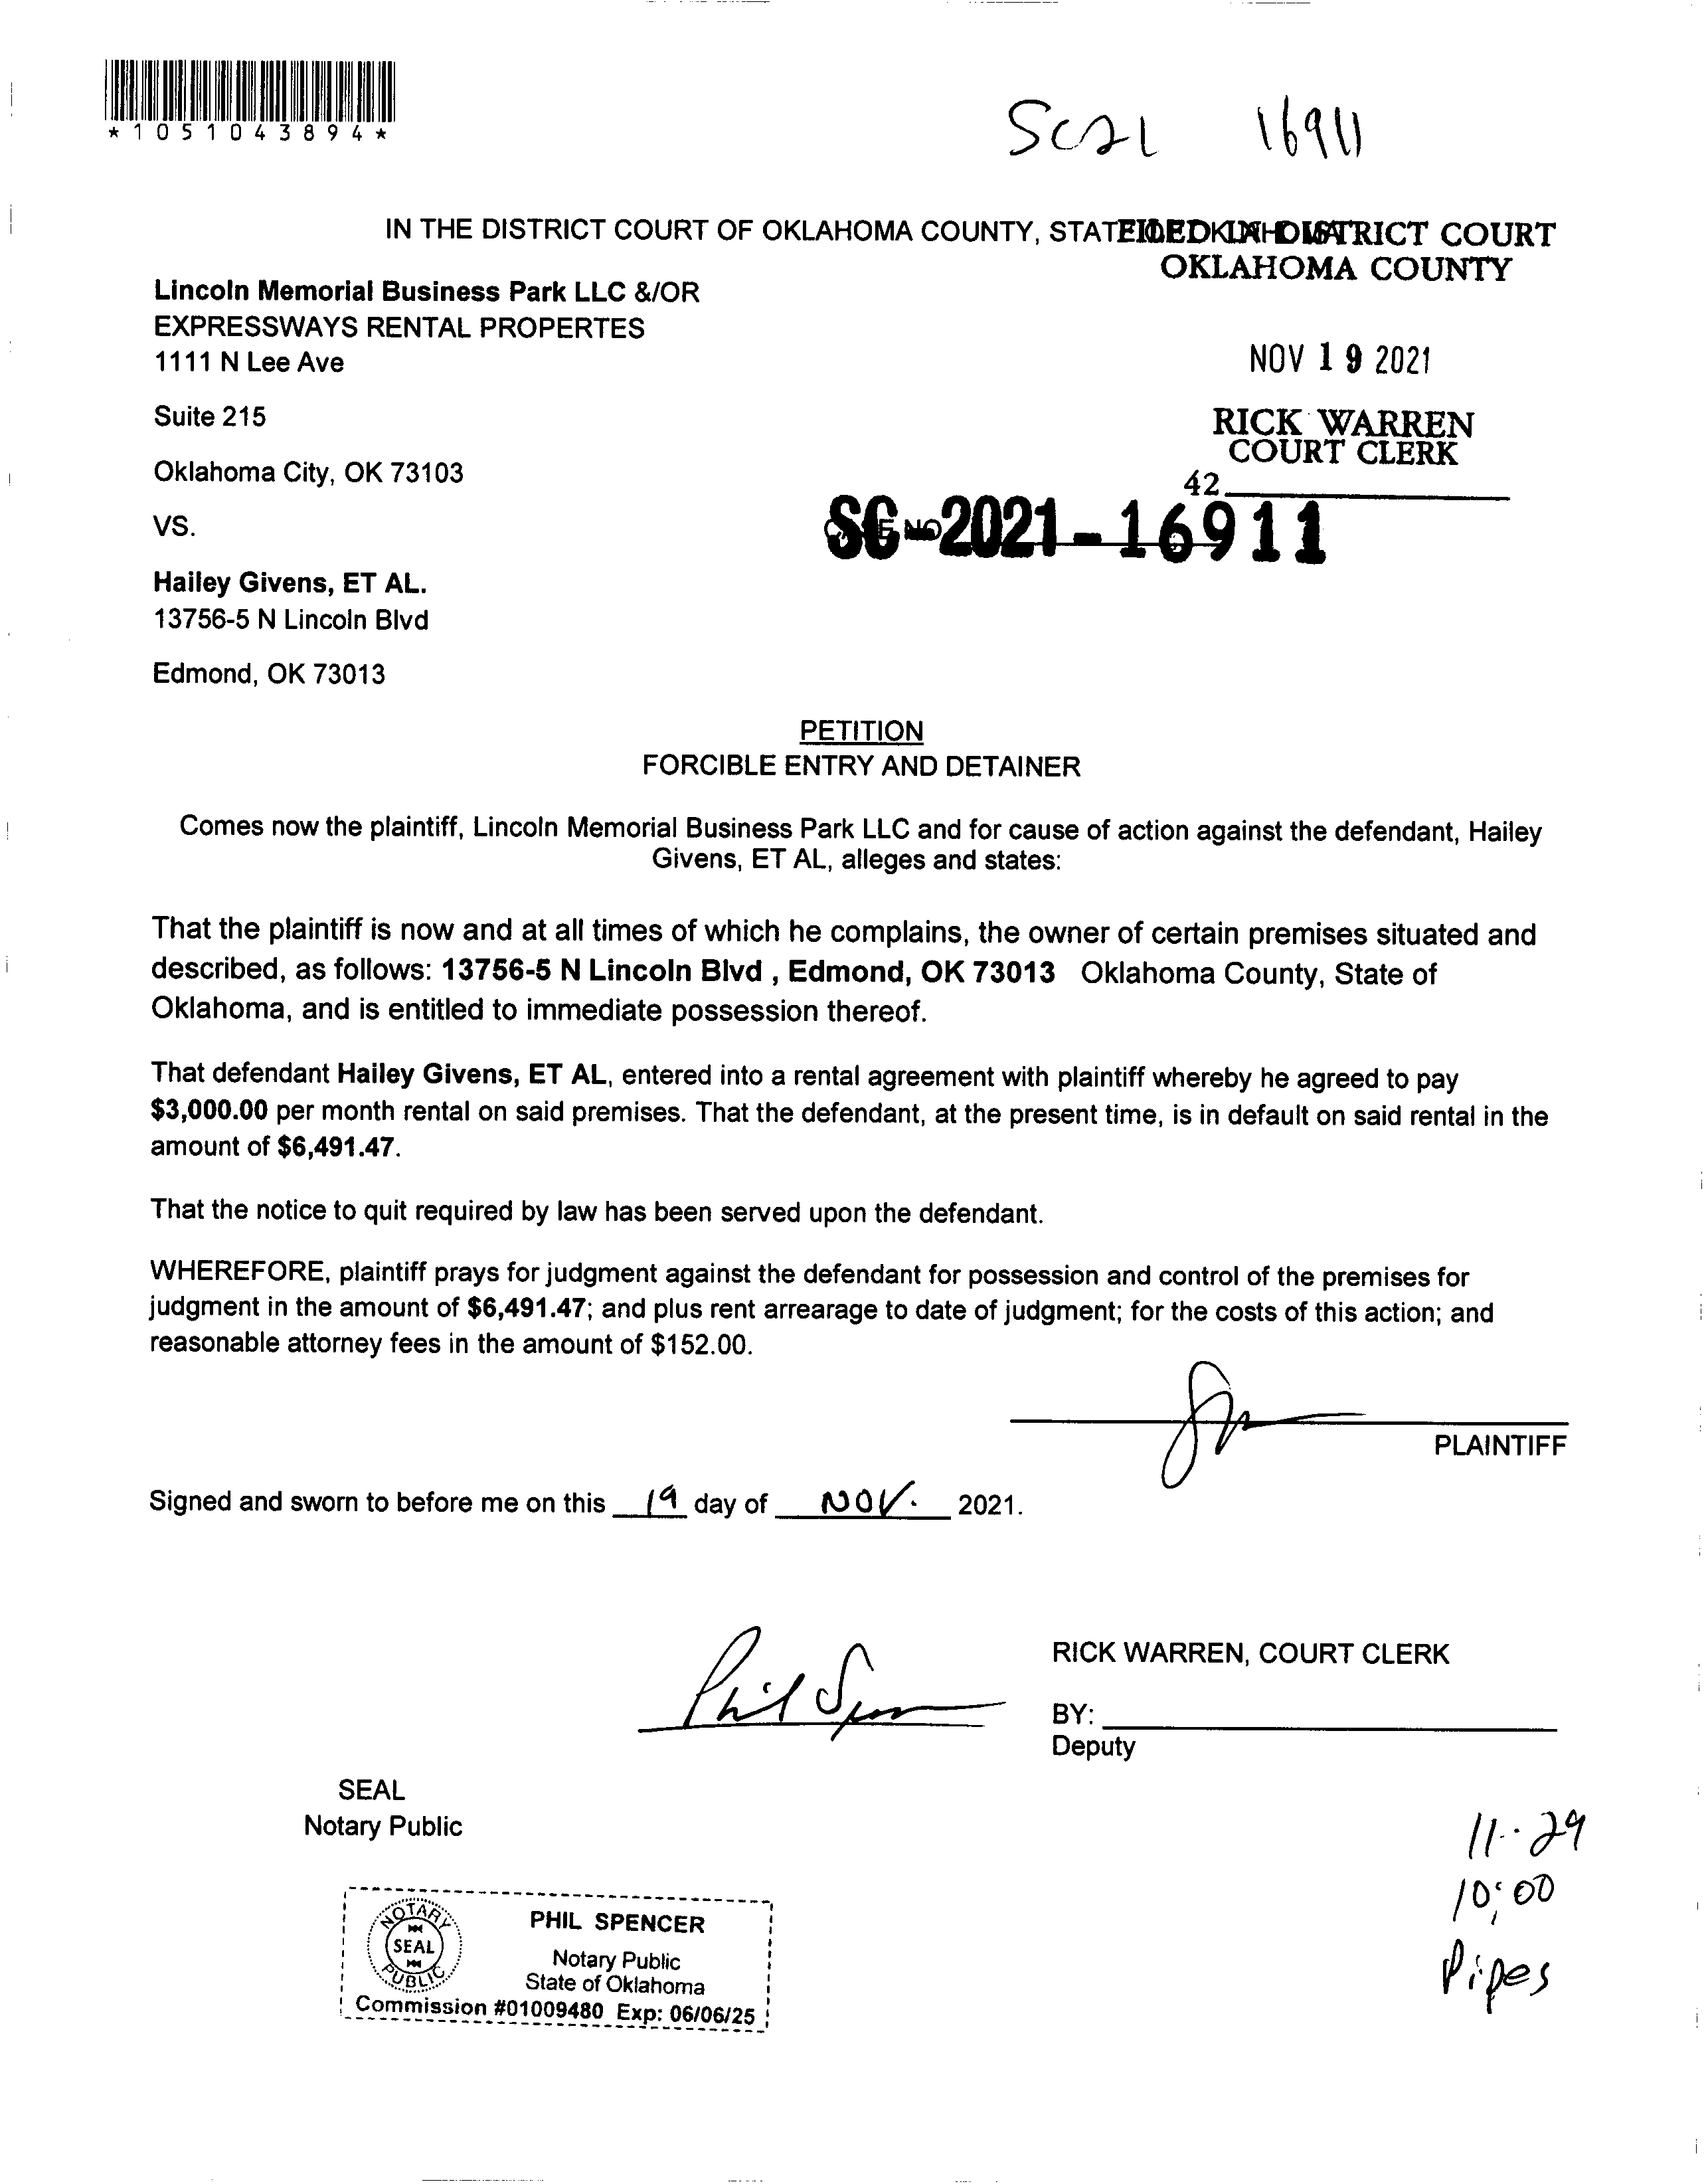 *1051043894*
SC21 16911
IN THE DISTRICT COURT OF OKLAHOMA COUNTY, STATE OF OKLAHOMA
FILED IN DISTRICT COURT
OKLAHOMA COUNTY
Lincoln Memorial Business Park LLC &/OR
EXPRESSWAYS RENTAL PROPERTES
1111 N Lee Ave
NOV 19 2021
Suite 215
RICK WARREN
COURT CLERK
Oklahoma City, OK 73103
42
VS.
SC-2021-16911
Hailey Givens, ET AL.
13756-5 N Lincoln Blvd
Edmond, OK 73013
PETITION
FORCIBLE ENTRY AND DETAINER
Comes now the plaintiff, Lincoln Memorial Business Park LLC and for cause of action against the defendant, Hailey
Givens, ET AL, alleges and states:
That the plaintiff is now and at all times of which he complains, the owner of certain premises situated and
described, as follows: 13756-5 N Lincoln Blvd , Edmond, OK 73013 Oklahoma County, State of
Oklahoma, and is entitled to immediate possession thereof.
That defendant Hailey Givens, ET AL, entered into a rental agreement with plaintiff whereby he agreed to pay
$3,000.00 per month rental on said premises. That the defendant, at the present time, is in default on said rental in the
amount of $6,491.47.
That the notice to quit required by law has been served upon the defendant.
WHEREFORE, plaintiff prays for judgment against the defendant for possession and control of the premises for
judgment in the amount of $6,491.47; and plus rent arrearage to date of judgment; for the costs of this action; and
reasonable attorney fees in the amount of $152.00.
PLAINTIFF
Signed and sworn to before me on this 19 day of NOV. 2021.
RICK WARREN, COURT CLERK
Phil Spencer
BY:
Deputy
SEAL
Notary Public
11-29
10:00
Pipes
NOTARY
SEAL
PUBLIC
PHIL SPENCER
Notary Public
State of Oklahoma
Commission #01009480 Exp: 06/06/25